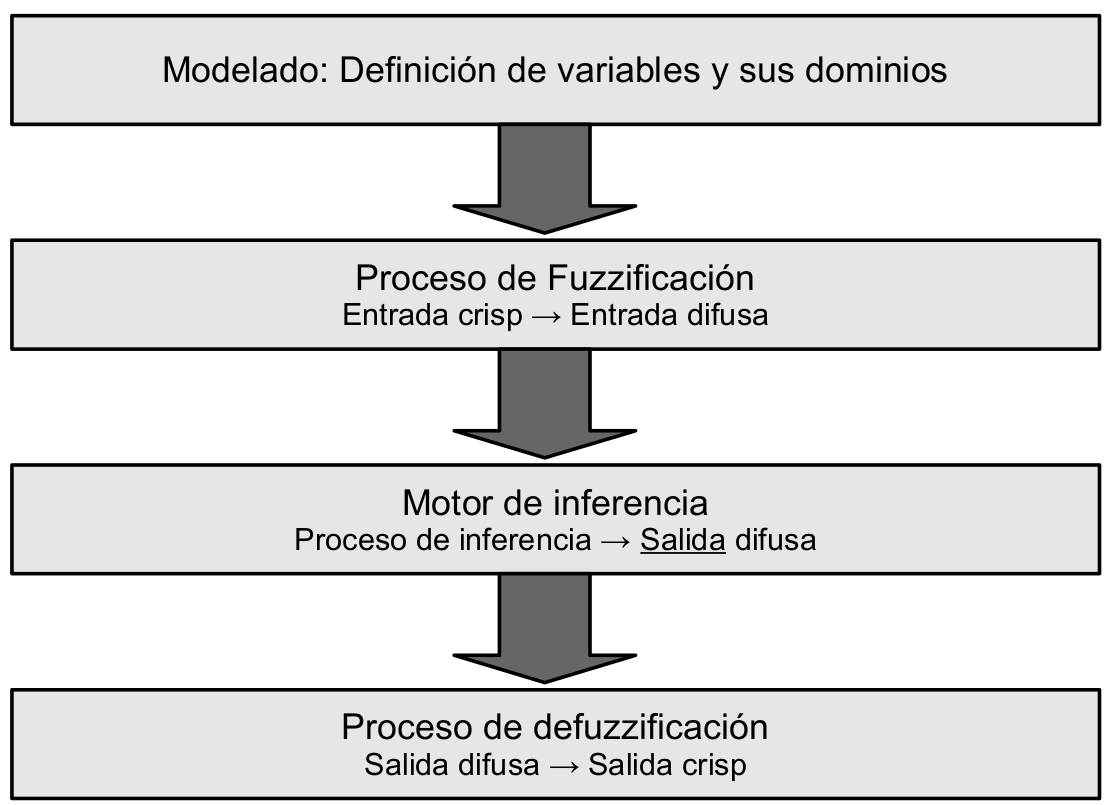 Modelado: Definición de variables y sus dominios
Proceso de Fuzzificación
Entrada crisp → Entrada difusa
Motor de inferencia
Proceso de inferencia → Salida difusa
Proceso de defuzzificación
Salida difusa → Salida crisp